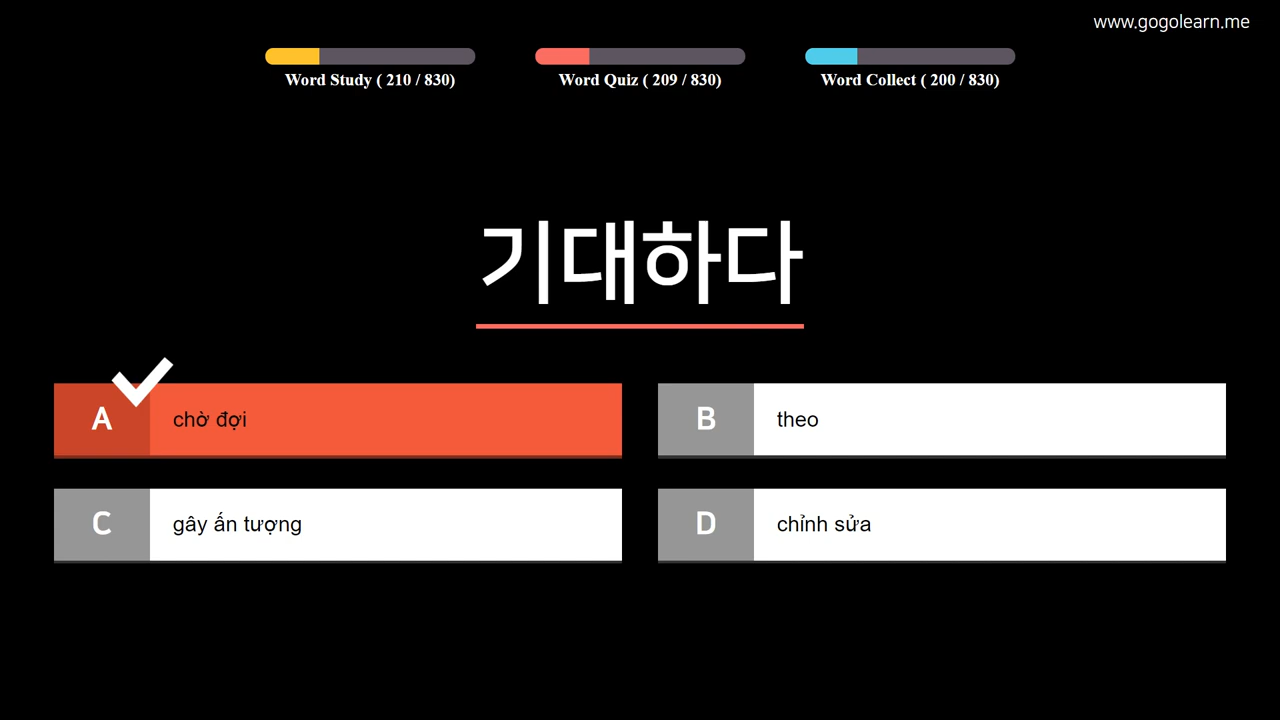 www.gogolearn.me
Word Study ( 210 / 830)
Word Quiz ( 209 / 830)
Word Collect ( 200 / 830)
기대하다
A chờ đợi
B theo
C gây ấn tượng
D chỉnh sửa